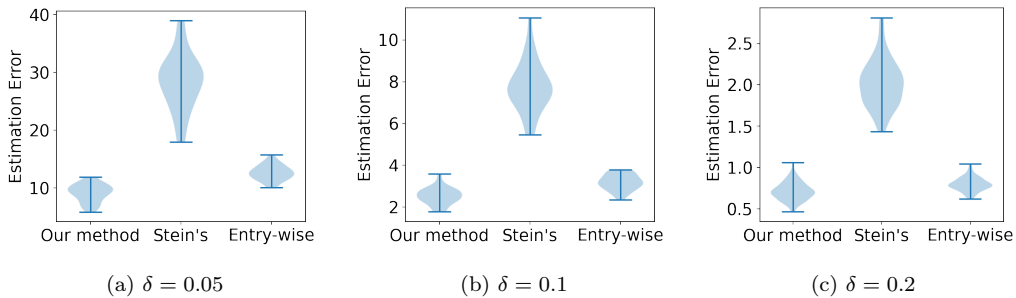 Estimation Error
40
30
20
10
Our method Stein's Entry-wise
(a) δ = 0.05
Estimation Error
10
8
6
4
2
Our method Stein's Entry-wise
(b) δ = 0.1
Estimation Error
2.5
2.0
1.5
1.0
0.5
Our method Stein's Entry-wise
(c) δ = 0.2